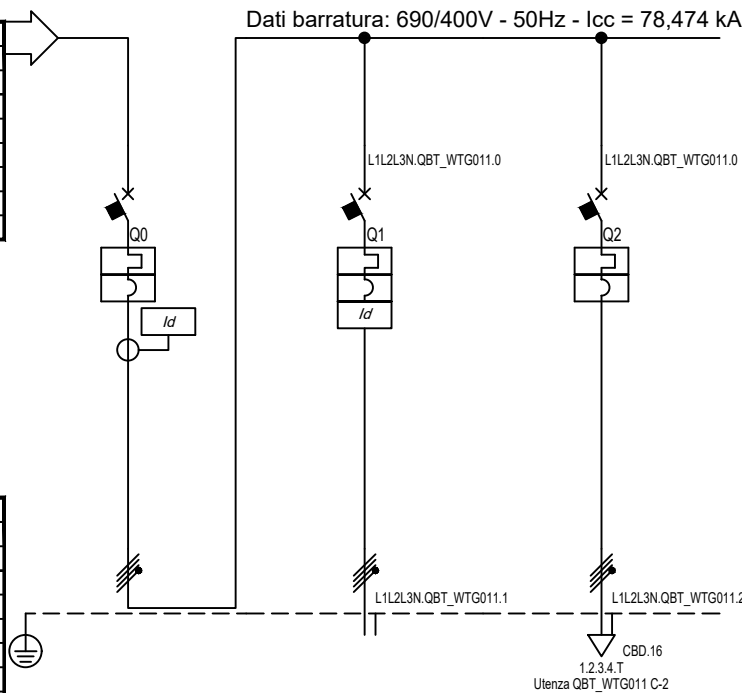 Dati barratura: 690/400V - 50Hz - Icc = 78,474 kA
L1L2L3N.QBT_WTG011.0
L1L2L3N.QBT_WTG011.0
Q0
Q1
Q2
Id
Id
L1L2L3N.QBT_WTG011.1
L1L2L3N.QBT_WTG011.2
CBD.16
1.2.3.4.T
Utenza QBT_WTG011 C-2